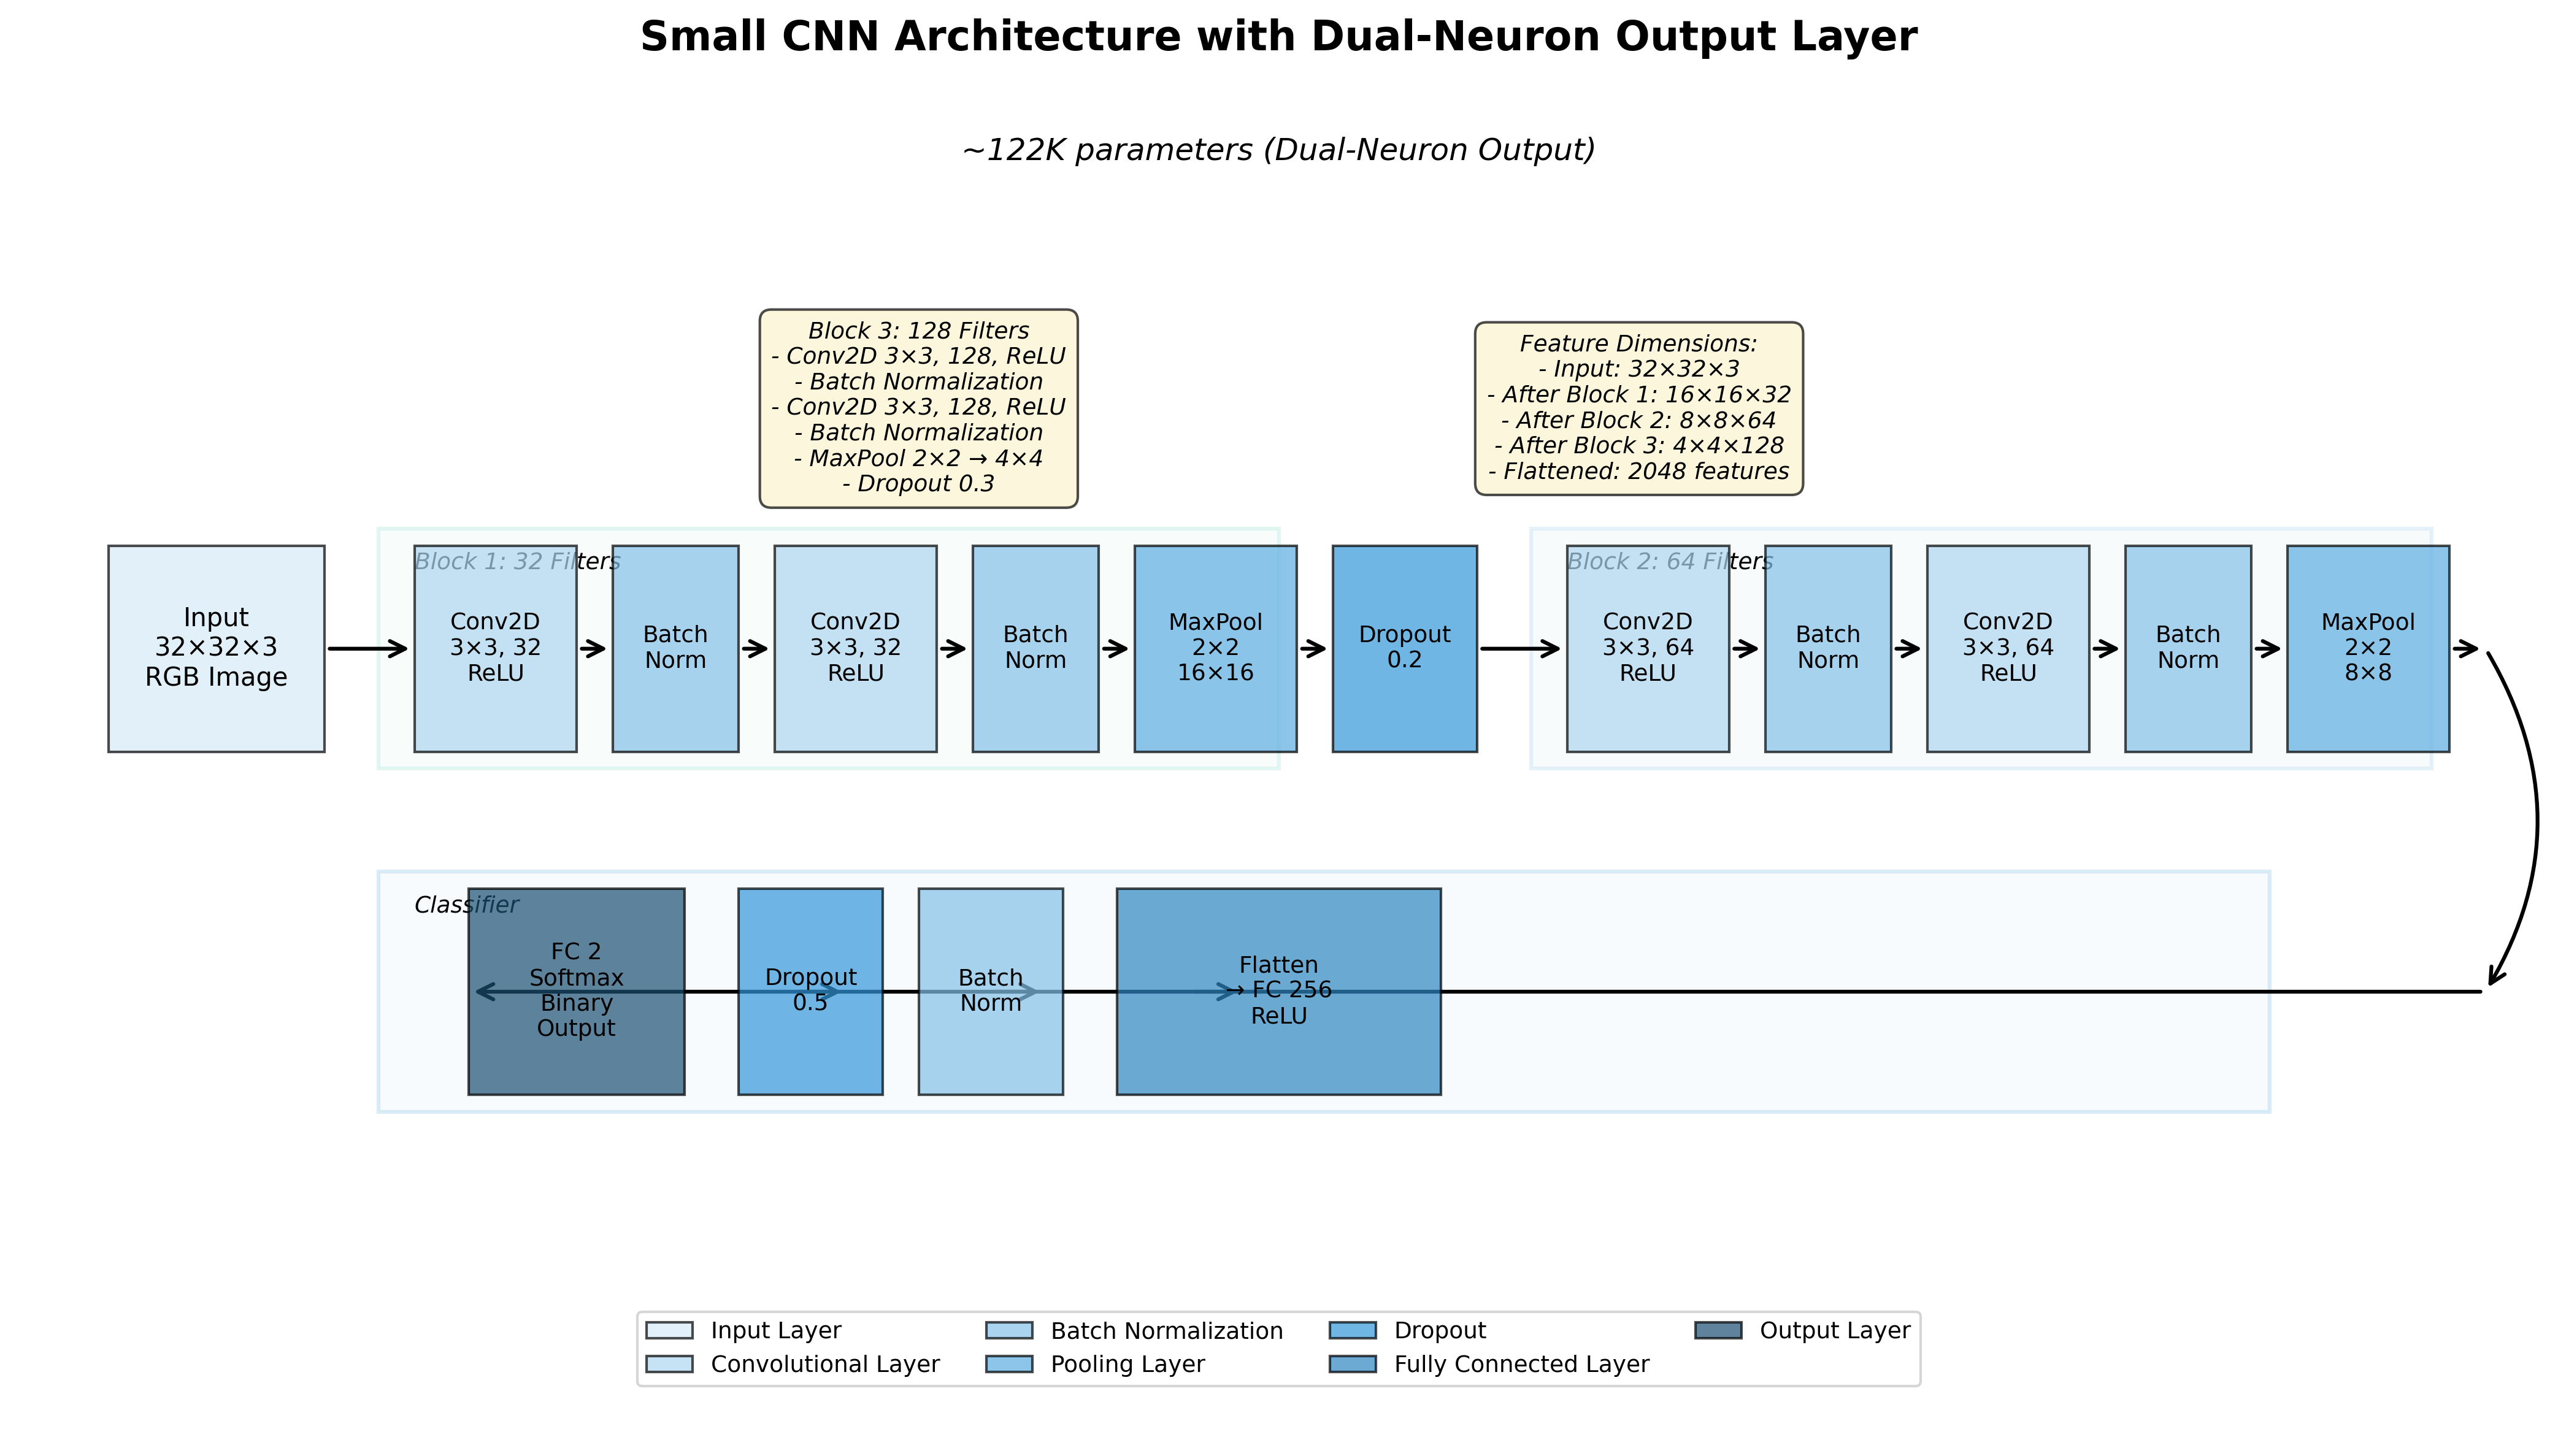 Small CNN Architecture with Dual-Neuron Output Layer
~122K parameters (Dual-Neuron Output)
Block 3: 128 Filters
- Conv2D 3×3, 128, ReLU
- Batch Normalization
- Conv2D 3×3, 128, ReLU
- Batch Normalization
- MaxPool 2×2 → 4×4
- Dropout 0.3
Feature Dimensions:
- Input: 32×32×3
- After Block 1: 16×16×32
- After Block 2: 8×8×64
- After Block 3: 4×4×128
- Flattened: 2048 features
Input
32×32×3
RGB Image
Block 1: 32 Filters
Conv2D
3×3, 32
ReLU
Batch
Norm
Conv2D
3×3, 32
ReLU
Batch
Norm
MaxPool
2×2
16×16
Dropout
0.2
Block 2: 64 Filters
Conv2D
3×3, 64
ReLU
Batch
Norm
Conv2D
3×3, 64
ReLU
Batch
Norm
MaxPool
2×2
8×8
Classifier
FC 2
Softmax
Binary
Output
Dropout
0.5
Batch
Norm
Flatten
→ FC 256
ReLU
Input Layer
Convolutional Layer
Batch Normalization
Pooling Layer
Dropout
Fully Connected Layer
Output Layer